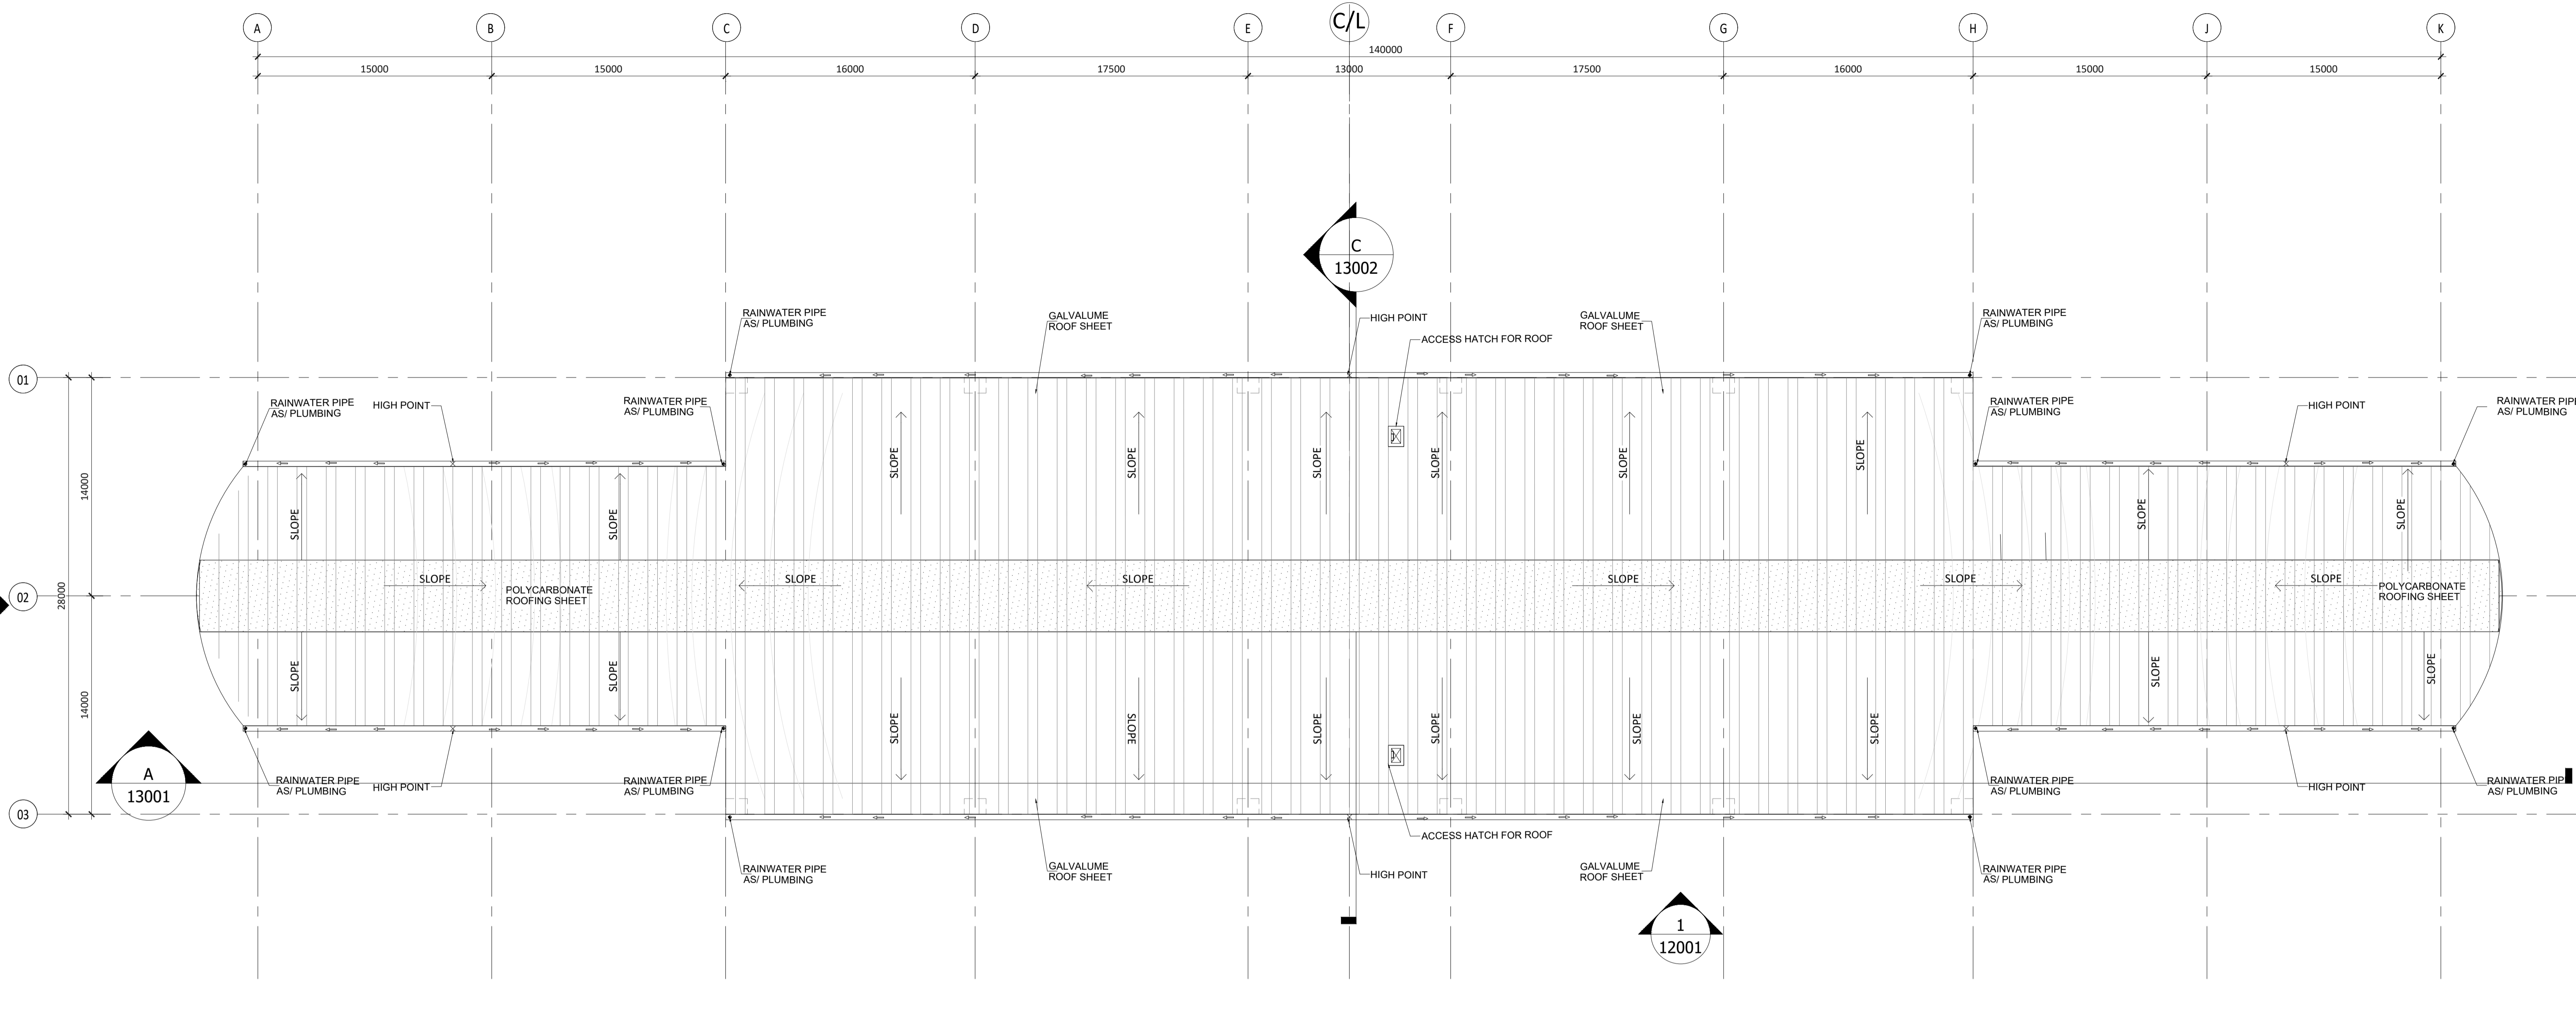 A
B
C
D
E
C/L
F
G
H
J
K
140000
15000
15000
16000
17500
13000
17500
16000
15000
15000
C
13002
RAINWATER PIPE
AS/ PLUMBING
GALVALUME
ROOF SHEET
HIGH POINT
ACCESS HATCH FOR ROOF
GALVALUME
ROOF SHEET
RAINWATER PIPE
AS/ PLUMBING
01
RAINWATER PIPE
AS/ PLUMBING
HIGH POINT
RAINWATER PIPE
AS/ PLUMBING
RAINWATER PIPE
AS/ PLUMBING
HIGH POINT
RAINWATER PIPE
AS/ PLUMBING
14000
SLOPE
SLOPE
SLOPE
SLOPE
SLOPE
SLOPE
SLOPE
SLOPE
SLOPE
SLOPE
02
28000
SLOPE
POLYCARBONATE
ROOFING SHEET
SLOPE
SLOPE
SLOPE
SLOPE
SLOPE
POLYCARBONATE
ROOFING SHEET
14000
SLOPE
SLOPE
SLOPE
SLOPE
SLOPE
SLOPE
SLOPE
SLOPE
SLOPE
SLOPE
A
13001
RAINWATER PIPE
AS/ PLUMBING
HIGH POINT
RAINWATER PIPE
AS/ PLUMBING
RAINWATER PIPE
AS/ PLUMBING
HIGH POINT
RAINWATER PIP
AS/ PLUMBING
03
RAINWATER PIPE
AS/ PLUMBING
GALVALUME
ROOF SHEET
HIGH POINT
ACCESS HATCH FOR ROOF
GALVALUME
ROOF SHEET
RAINWATER PIPE
AS/ PLUMBING
1
12001